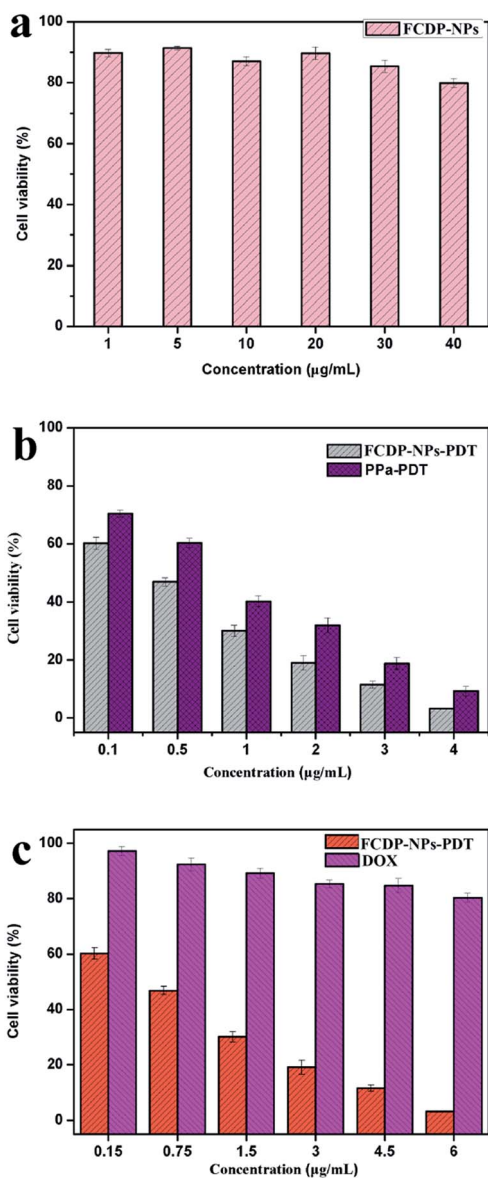 a
FCDP-NPs
100
80
60
40
20
0
Cell viability (%)
1 5 10 20 30 40
Concentration (µg/mL)
b
FCDP-NPs-PDT
PPa-PDT
100
80
60
40
20
0
Cell viability (%)
0.1 0.5 1 2 3 4
Concentration (µg/mL)
c
FCDP-NPs-PDT
DOX
100
80
60
40
20
0
Cell viability (%)
0.15 0.75 1.5 3 4.5 6
Concentration (µg/mL)